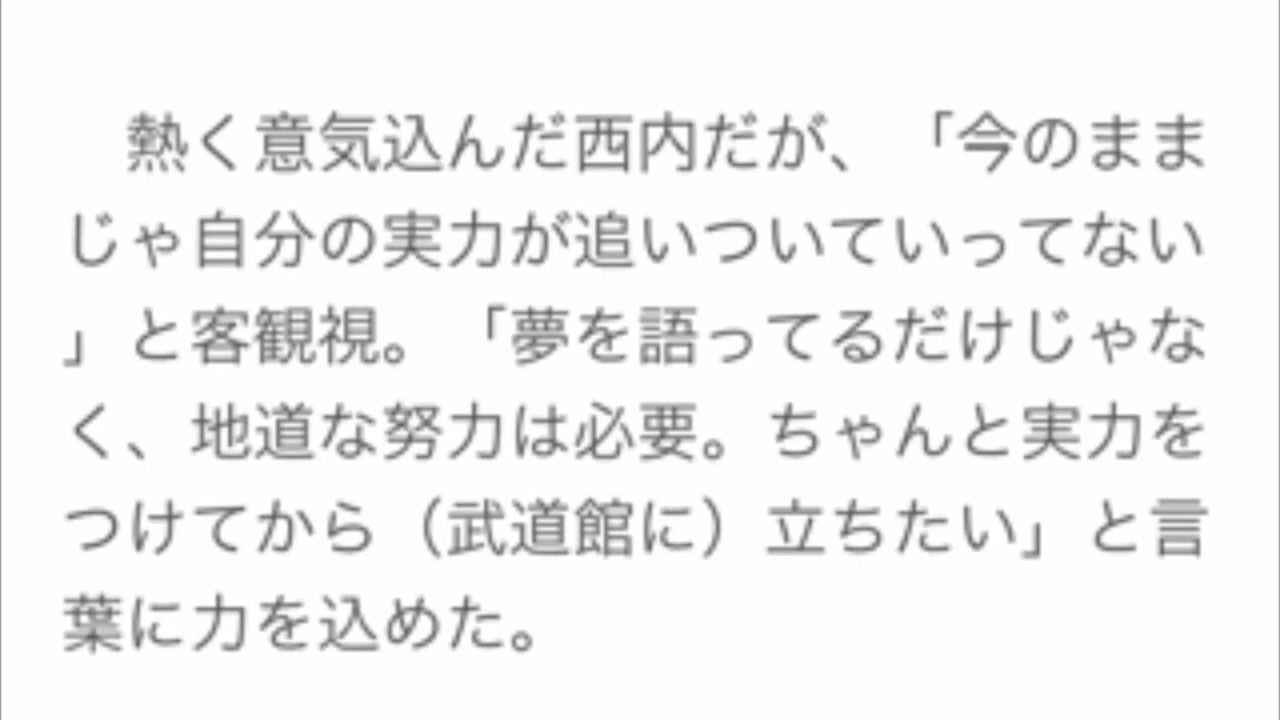 熱く意気込んだ西内だが、「今のまま
じゃ自分の実力が追いついていってない
」と客観視。「夢を語ってるだけじゃな
く、地道な努力は必要。ちゃんと実力を
つけてから（武道館に）立ちたい」と言
葉に力を込めた。